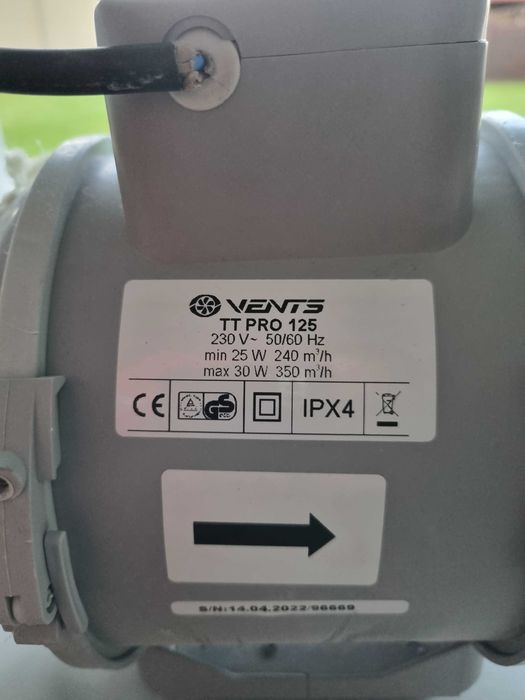 VENTS
TT PRO 125
230 V~ 50/60 Hz
min 25 W 240 m³/h
max 30 W 350 m³/h
CE GS IPX4
S/N:14.04.2022/96669